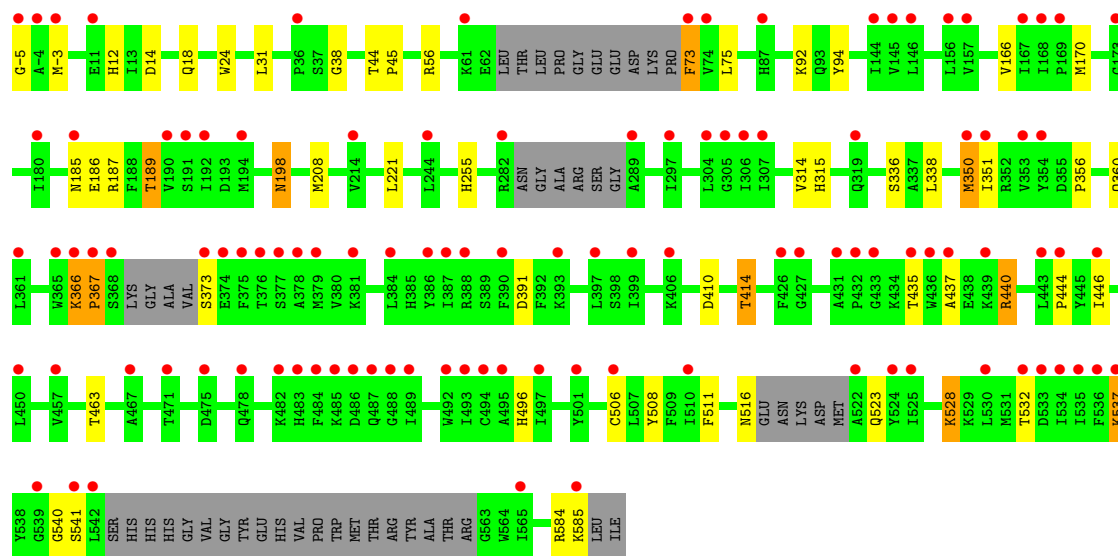 G-5 A-4 M-3 E11 H12 I13 D14 Q18 W24 L31 P36 S37 G38 T44 P45 R56 K61 E62 LEU THR LEU PRO GLY GLU GLU ASP LYS PRO F73 V74 L75 H87 K92 Q93 Y94 I144 V145 L146 L156 V157 V166 I167 I168 P169 M170 G173
I180 N185 E186 R187 F188 T189 V190 S191 I192 D193 M194 N198 M208 V214 L221 L244 H255 R282 ASN GLY ALA ARG SER GLY A289 I297 L304 G305 I306 I307 V314 H315 Q319 S336 A337 L338 M350 I351 R352 V353 Y354 D355 P356 Q360
L361 W365 K366 P367 S368 LYS GLY ALA VAL S373 E374 F375 I376 S377 A378 M379 V380 K381 L384 H385 Y386 I387 R388 S389 F390 D391 F392 K393 L397 S398 I399 K406 D410 T414 F426 G427 A431 P432 G433 K434 T435 W436 A437 E438 K439 R440 L443 P444 Y445 I446
L450 V457 T463 A467 T471 D475 Q478 K482 H483 F484 K485 D486 Q487 G488 I489 W492 I493 C494 A495 H496 I497 Y501 C506 L507 Y508 F509 I510 F511 N516 GLU ASN LYS ASP MET A522 Q523 Y524 I525 K528 K529 L530 M531 T532 D533 I534 I535 F536 K537
Y538 G539 G540 S541 L542 SER HIS HIS HIS GLY VAL GLY TYR GLU HIS VAL PRO TRP MET THR ARG TYR ALA THR ARG G563 W564 I565 R584 K585 LEU ILE